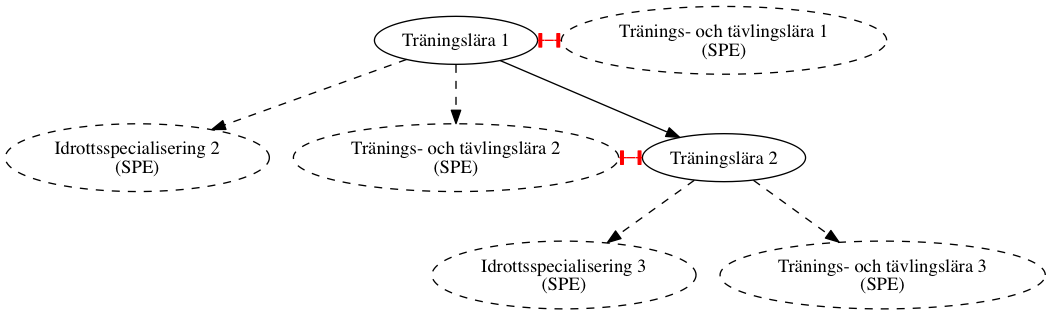 Träningslära 1
Tränings- och tävlingslära 1
(SPE)
Idrottsspecialisering 2
(SPE)
Tränings- och tävlingslära 2
(SPE)
Träningslära 2
Idrottsspecialisering 3
(SPE)
Tränings- och tävlingslära 3
(SPE)